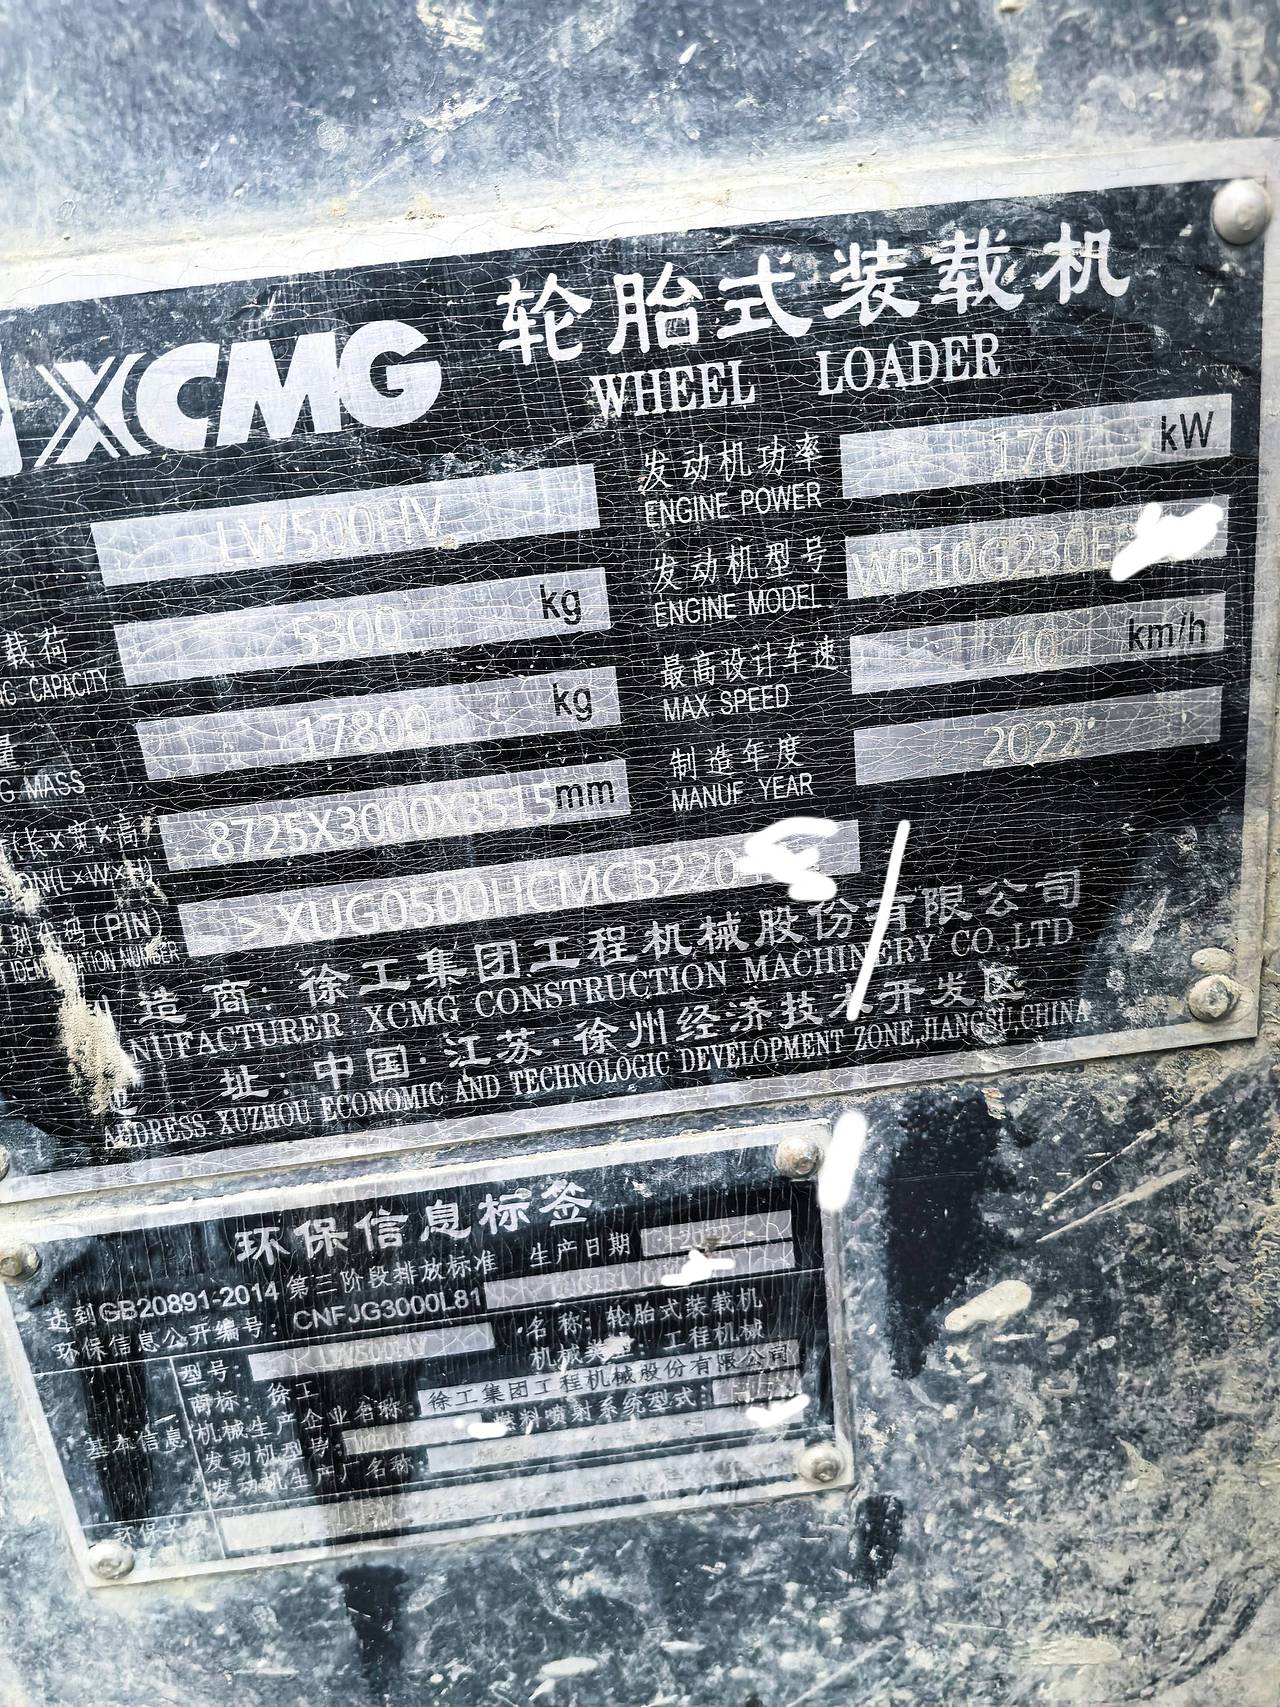 XCMG 轮胎式装载机
WHEEL LOADER
LW500HV 发动机功率 170 kW
ENGINE POWER
载荷 5300 kg 发动机型号 WP10G230E
CAPACITY ENGINE MODEL
量 17800 kg 最高设计车速 40 km/h
MASS MAX. SPEED
(长×宽×高) 8725X3000X3515 mm 制造年度 2022
(L×W×H) MANUF. YEAR
别代码(PIN) >XUG0500HCMCB220
IDENTIFICATION NUMBER
造商: 徐工集团工程机械股份有限公司
NUFACTURER XCMG CONSTRUCTION MACHINERY CO.,LTD
址: 中国·江苏·徐州经济技术开发区
ADDRESS: XUZHOU ECONOMIC AND TECHNOLOGIC DEVELOPMENT ZONE,JIANGSU,CHINA
环保信息标签
达到GB20891-2014 第三阶段排放标准 生产日期 2022
环保信息公开编号: CNFJG3000L81
型号: LW500HV 名称: 轮胎式装载机
商标: 徐工 机械类型: 工程机械
基本信息 机械生产企业名称: 徐工集团工程机械股份有限公司
发动机型号: 燃料喷射系统型式:
发动机生产厂名称: